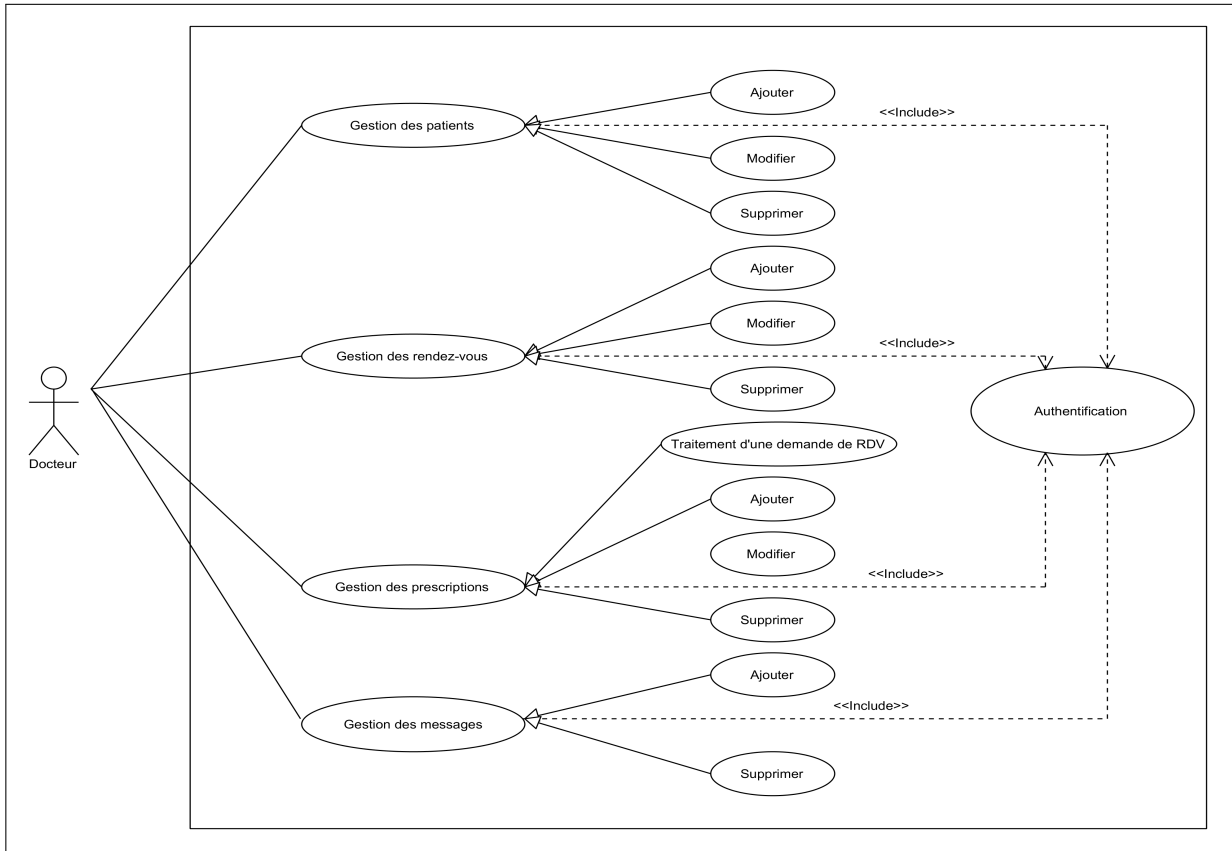 Ajouter
<<Include>>
Gestion des patients
Modifier
Supprimer
Ajouter
Modifier
<<Include>>
Gestion des rendez-vous
Supprimer
Authentification
Traitement d'une demande de RDV
Docteur
Ajouter
Modifier
<<Include>>
Gestion des prescriptions
Supprimer
Ajouter
<<Include>>
Gestion des messages
Supprimer